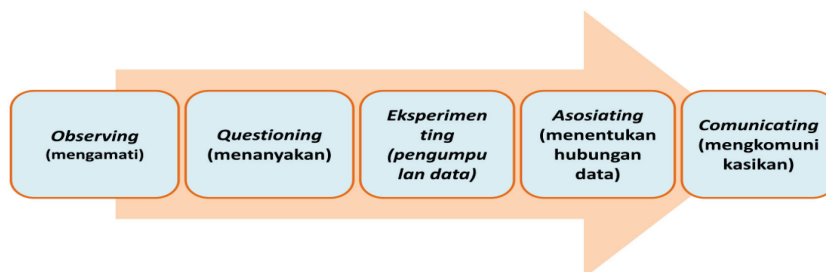 Observing
(mengamati)
Questioning
(menanyakan)
Eksperimen
ting
(pengumpu
lan data)
Asosiating
(menentukan
hubungan
data)
Comunicating
(mengkomuni
kasikan)